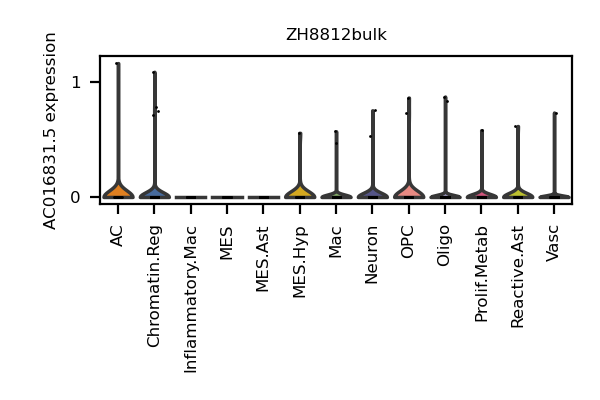 ZH8812bulk
AC016831.5 expression
1
0
AC
Chromatin.Reg
Inflammatory.Mac
MES
MES.Ast
MES.Hyp
Mac
Neuron
OPC
Oligo
Prolif.Metab
Reactive.Ast
Vasc